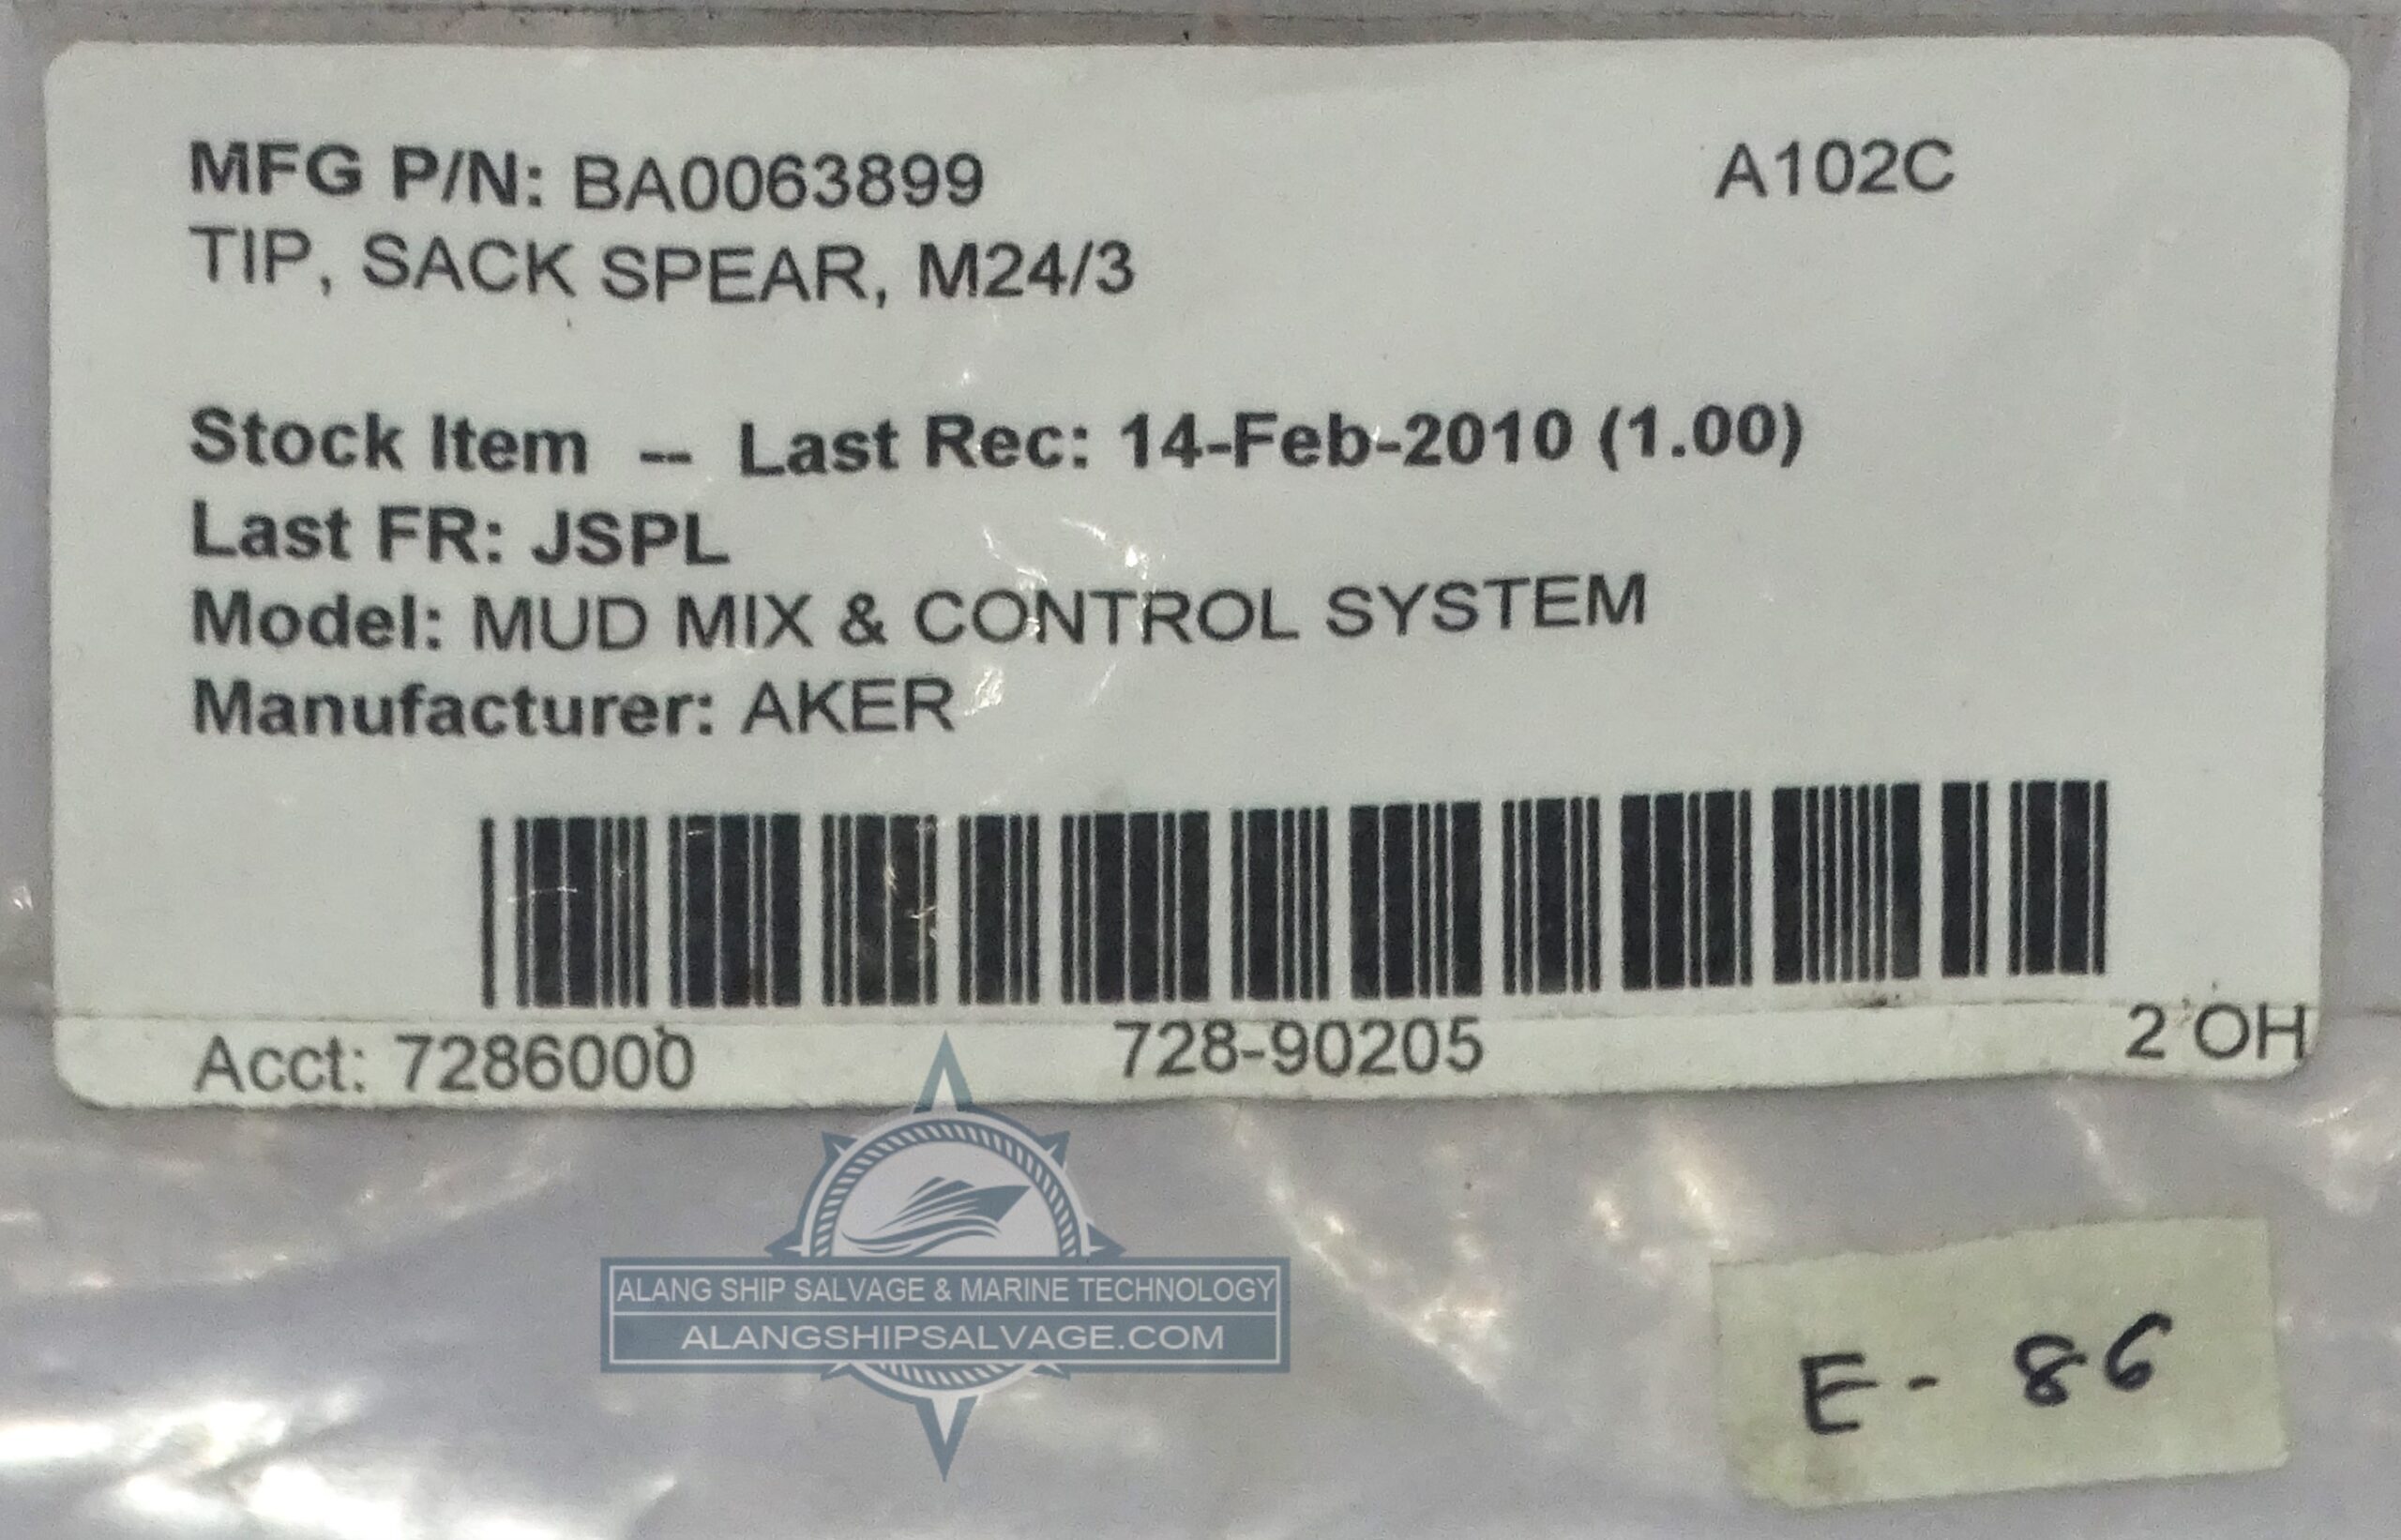 MFG P/N: BA0063899 A102C
TIP, SACK SPEAR, M24/3
Stock Item -- Last Rec: 14-Feb-2010 (1.00)
Last FR: JSPL
Model: MUD MIX & CONTROL SYSTEM
Manufacturer: AKER
Acct: 7286000 728-90205 2 OH
ALANG SHIP SALVAGE & MARINE TECHNOLOGY
ALANGSHIPSALVAGE.COM
E - 86